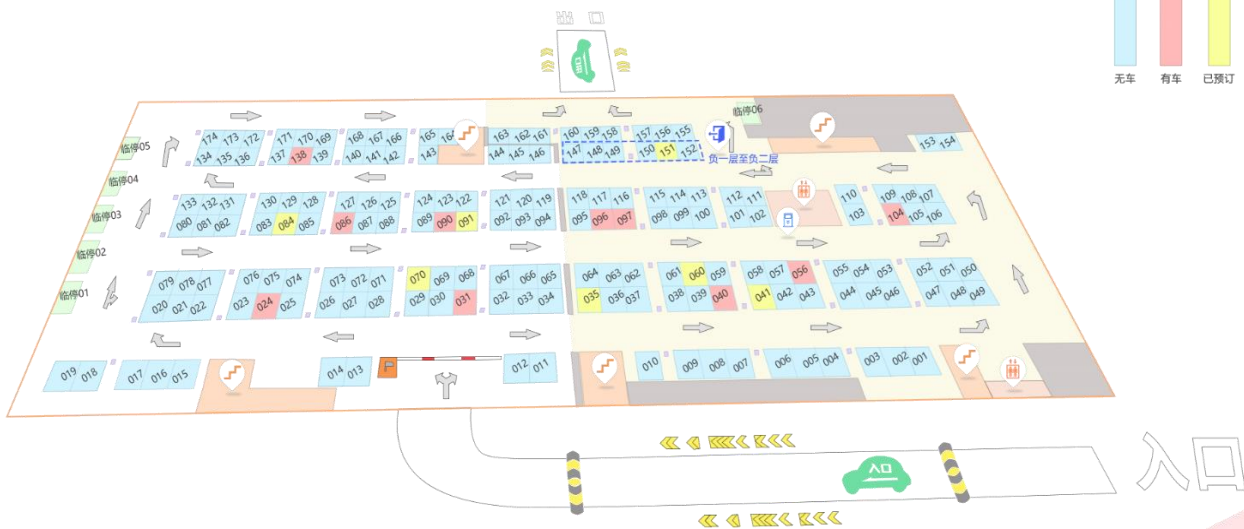 出 口
出口
无车 有车 已预订
临停06
174 173 172 171 170 169 168 167 166 165 164 163 162 161 160 159 158 157 156 155
134 135 136 137 138 139 140 141 142 143 144 145 146 147 148 149 150 151 152 153 154
临停05
负一层至负二层
临停04
133 132 131 130 129 128 127 126 125 124 123 122 121 120 119 118 117 116 115 114 113 112 111 110 109 108 107
080 081 082 083 084 085 086 087 088 089 090 091 092 093 094 095 096 097 098 099 100 101 102 103 104 105 106
临停03
临停02
079 078 077 076 075 074 073 072 071 070 069 068 067 066 065 064 063 062 061 060 059 058 057 056 055 054 053 052 051 050
020 021 022 023 024 025 026 027 028 029 030 031 032 033 034 035 036 037 038 039 040 041 042 043 044 045 046 047 048 049
临停01
019 018 017 016 015 014 013 P 012 011 010 009 008 007 006 005 004 003 002 001
入口
入口